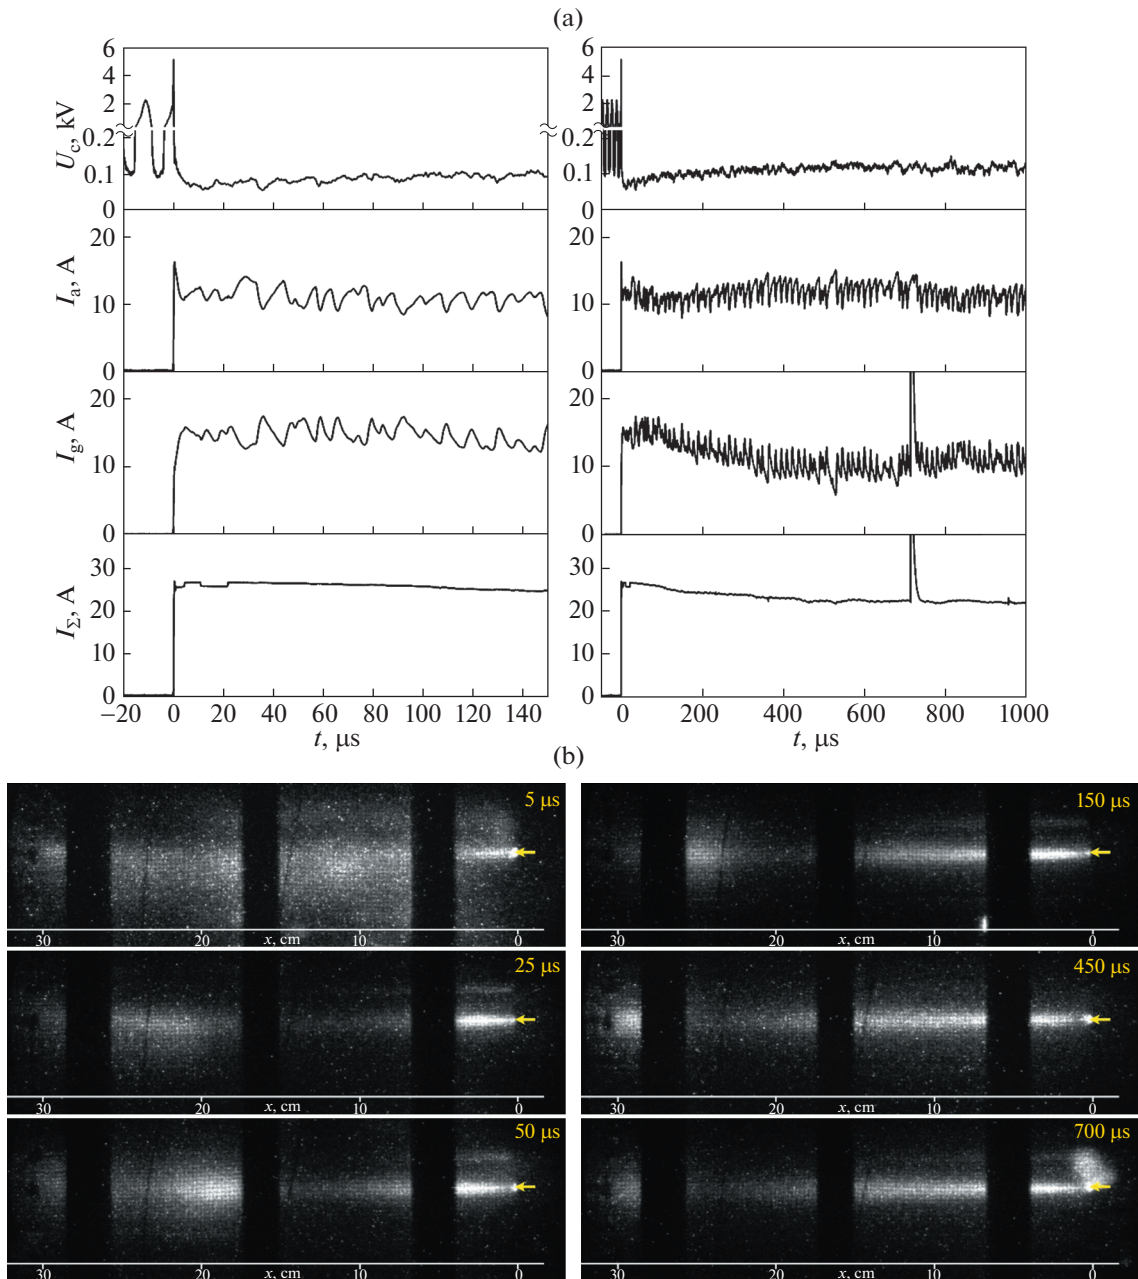 (a)
U_c, kV
6
4
2
0.2
0.1
0
6
4
2
0.2
0.1
0
I_a, A
20
10
0
20
10
0
I_g, A
20
10
0
20
10
0
I_Σ, A
30
20
10
0
30
20
10
0
−20 0 20 40 60 80 100 120 140
0 200 400 600 800 1000
t, μs
t, μs
(b)
5 μs
30 20 x, cm 10 0
150 μs
30 20 x, cm 10 0
25 μs
30 20 x, cm 10 0
450 μs
30 20 x, cm 10 0
50 μs
30 20 x, cm 10 0
700 μs
30 20 x, cm 10 0